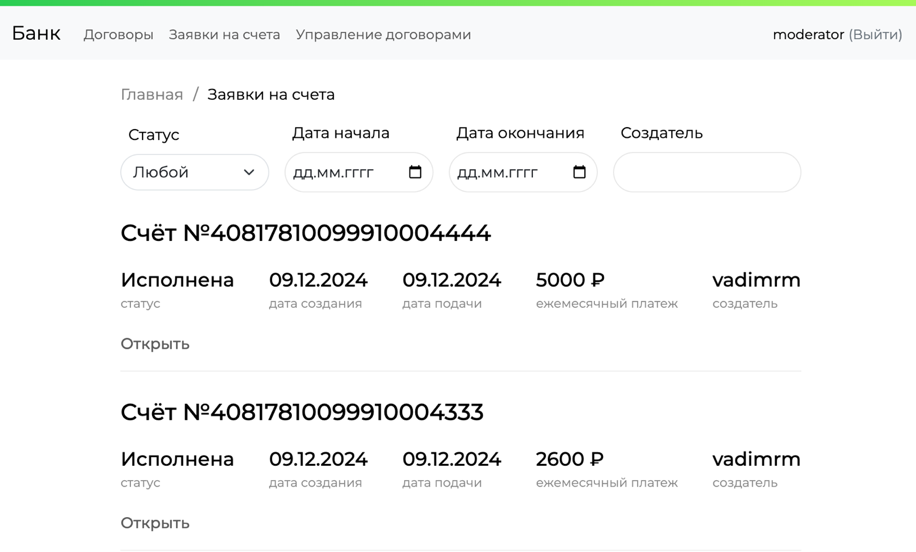 Банк Договоры Заявки на счета Управление договорами moderator (Выйти)
Главная / Заявки на счета
Статус Дата начала Дата окончания Создатель
Любой дд.мм.гггг дд.мм.гггг
Счёт №40817810099910004444
Исполнена 09.12.2024 09.12.2024 5000 ₽ vadimrm
статус дата создания дата подачи ежемесячный платеж создатель
Открыть
Счёт №40817810099910004333
Исполнена 09.12.2024 09.12.2024 2600 ₽ vadimrm
статус дата создания дата подачи ежемесячный платеж создатель
Открыть